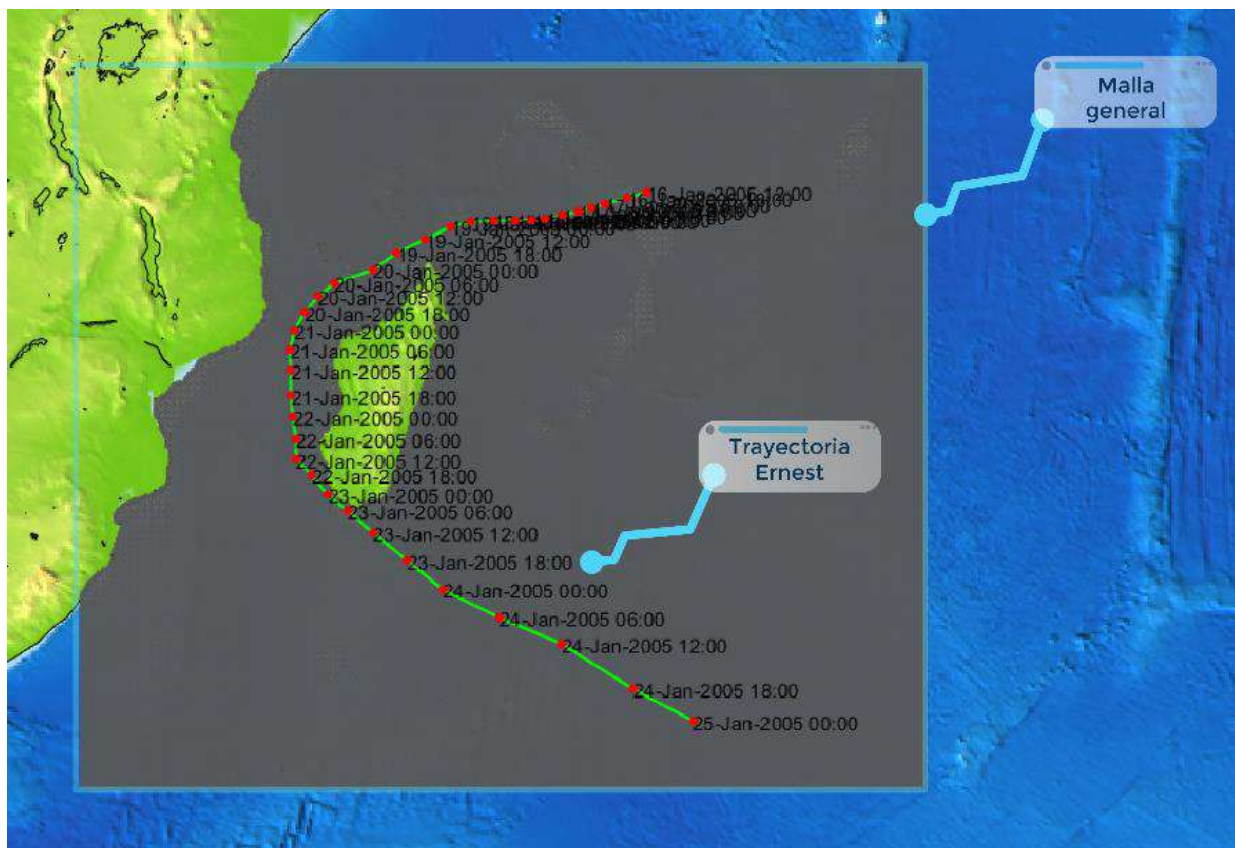 Malla
general
16-Jan-2005 12:00
19-Jan-2005 12:00
19-Jan-2005 18:00
20-Jan-2005 00:00
20-Jan-2005 06:00
20-Jan-2005 12:00
20-Jan-2005 18:00
21-Jan-2005 00:00
21-Jan-2005 06:00
21-Jan-2005 12:00
21-Jan-2005 18:00
22-Jan-2005 00:00
22-Jan-2005 06:00
22-Jan-2005 12:00
22-Jan-2005 18:00
23-Jan-2005 00:00
23-Jan-2005 06:00
23-Jan-2005 12:00
23-Jan-2005 18:00
24-Jan-2005 00:00
24-Jan-2005 06:00
24-Jan-2005 12:00
24-Jan-2005 18:00
25-Jan-2005 00:00
Trayectoria
Ernest